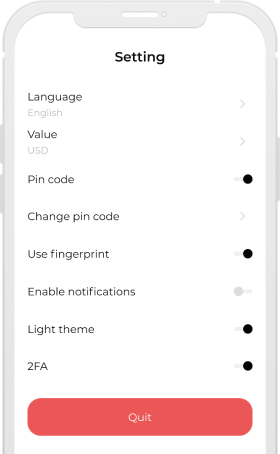 Setting
Language
English
Value
USD
Pin code
Change pin code
Use fingerprint
Enable notifications
Light theme
2FA
Quit